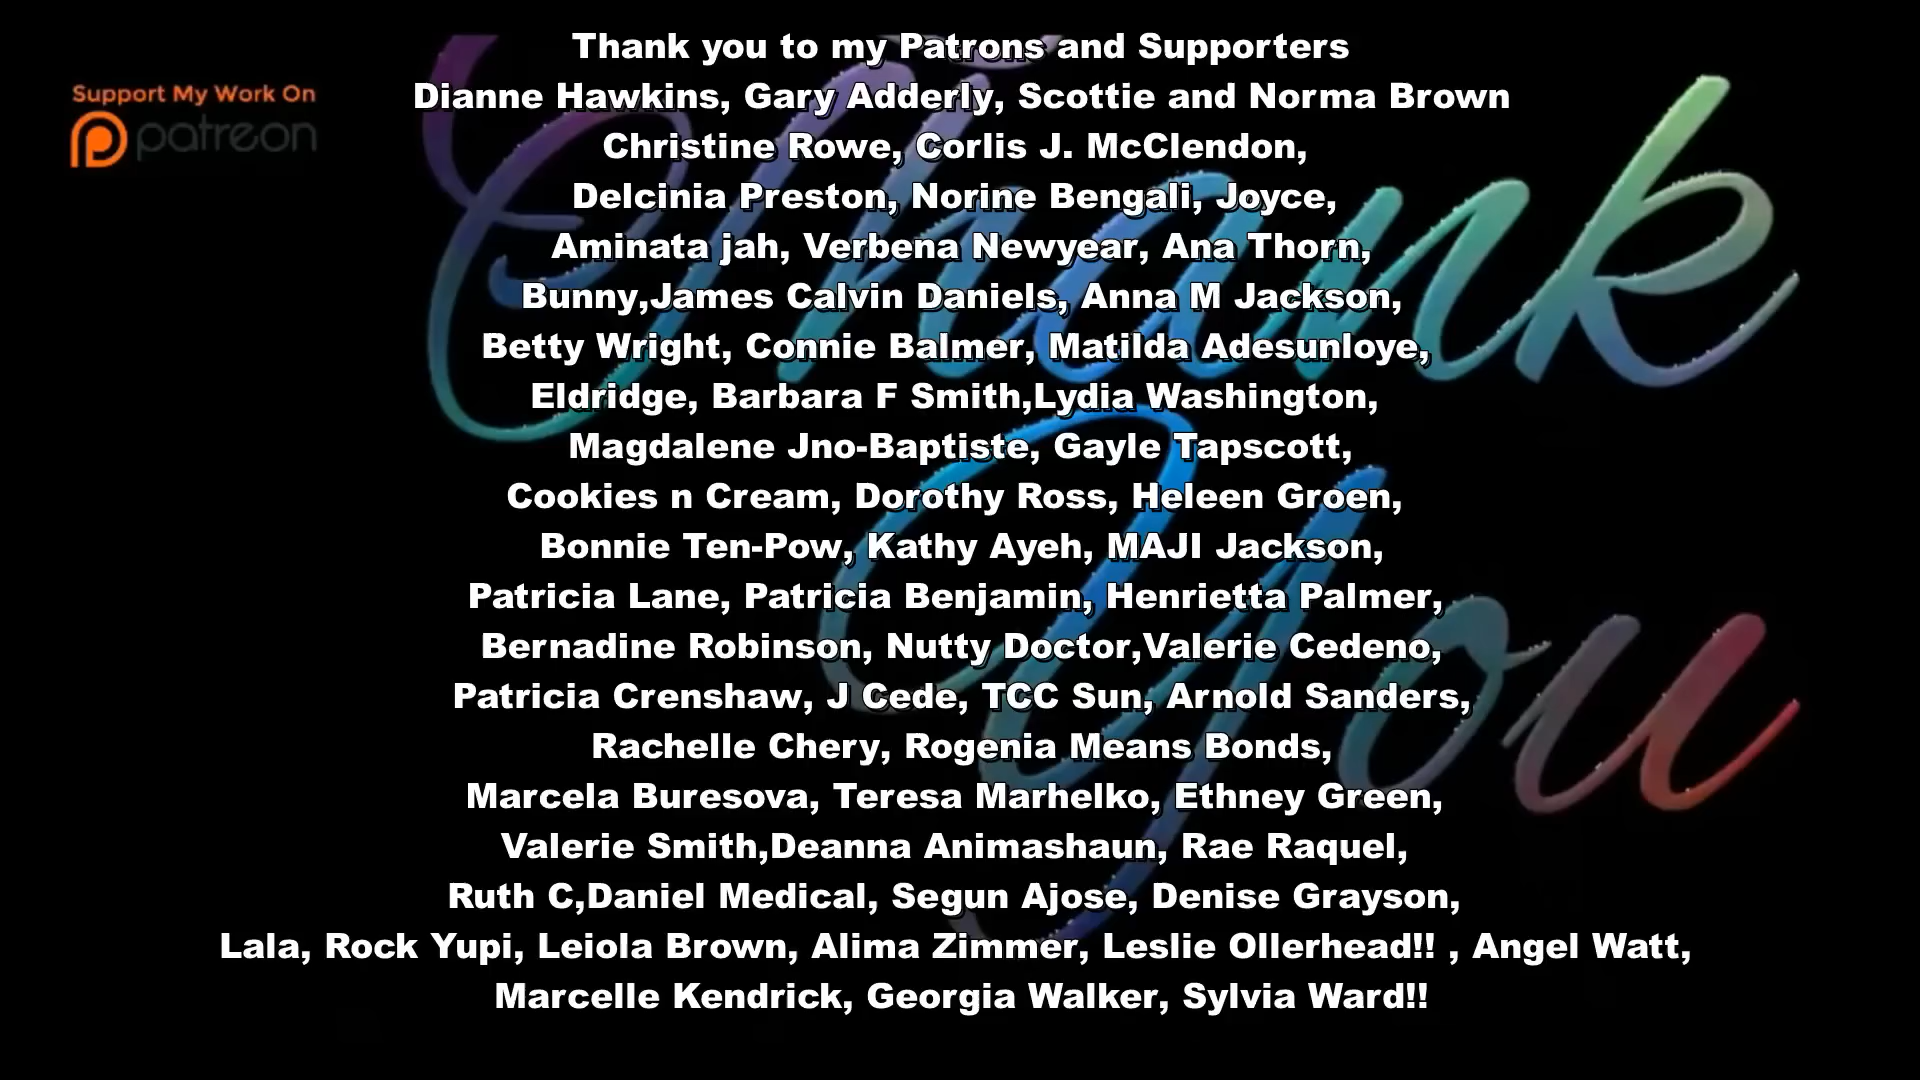 Thank you to my Patrons and Supporters
Support My Work On
patreon
Dianne Hawkins, Gary Adderly, Scottie and Norma Brown
Christine Rowe, Corlis J. McClendon,
Delcinia Preston, Norine Bengali, Joyce,
Aminata jah, Verbena Newyear, Ana Thorn,
Bunny,James Calvin Daniels, Anna M Jackson,
Betty Wright, Connie Balmer, Matilda Adesunloye,
Eldridge, Barbara F Smith,Lydia Washington,
Magdalene Jno-Baptiste, Gayle Tapscott,
Cookies n Cream, Dorothy Ross, Heleen Groen,
Bonnie Ten-Pow, Kathy Ayeh, MAJI Jackson,
Patricia Lane, Patricia Benjamin, Henrietta Palmer,
Bernadine Robinson, Nutty Doctor,Valerie Cedeno,
Patricia Crenshaw, J Cede, TCC Sun, Arnold Sanders,
Rachelle Chery, Rogenia Means Bonds,
Marcela Buresova, Teresa Marhelko, Ethney Green,
Valerie Smith,Deanna Animashaun, Rae Raquel,
Ruth C,Daniel Medical, Segun Ajose, Denise Grayson,
Lala, Rock Yupi, Leiola Brown, Alima Zimmer, Leslie Ollerhead!! , Angel Watt,
Marcelle Kendrick, Georgia Walker, Sylvia Ward!!
Thank
You